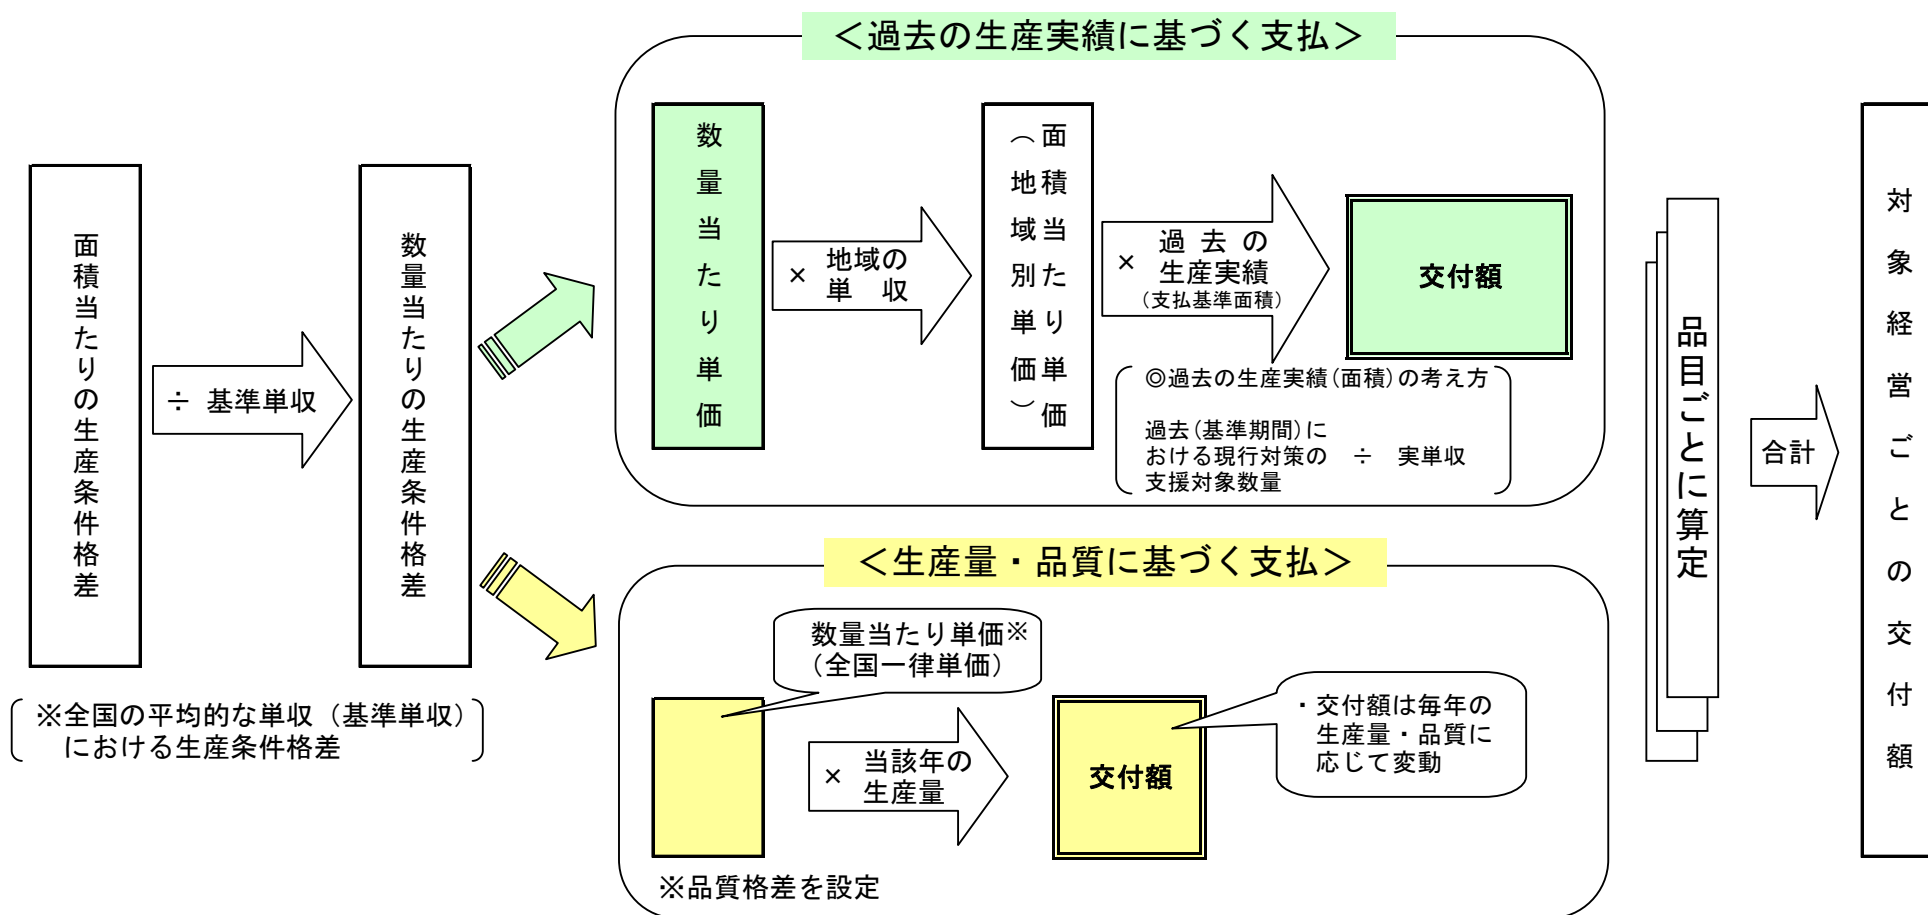 面積当たりの生産条件格差
÷ 基準単収
数量当たりの生産条件格差
※全国の平均的な単収（基準単収）
における生産条件格差
＜過去の生産実績に基づく支払＞
数量当たり単価
× 地域の
単 収
面積当たり単価
（地域別単価）
× 過 去 の
生産実績
（支払基準面積）
交付額
◎過去の生産実績（面積）の考え方
過去（基準期間）に
おける現行対策の ÷ 実単収
支援対象数量
＜生産量・品質に基づく支払＞
数量当たり単価※
（全国一律単価）
× 当該年の
生産量
交付額
・交付額は毎年の
生産量・品質に
応じて変動
※品質格差を設定
品目ごとに算定
合計
対象経営ごとの交付額